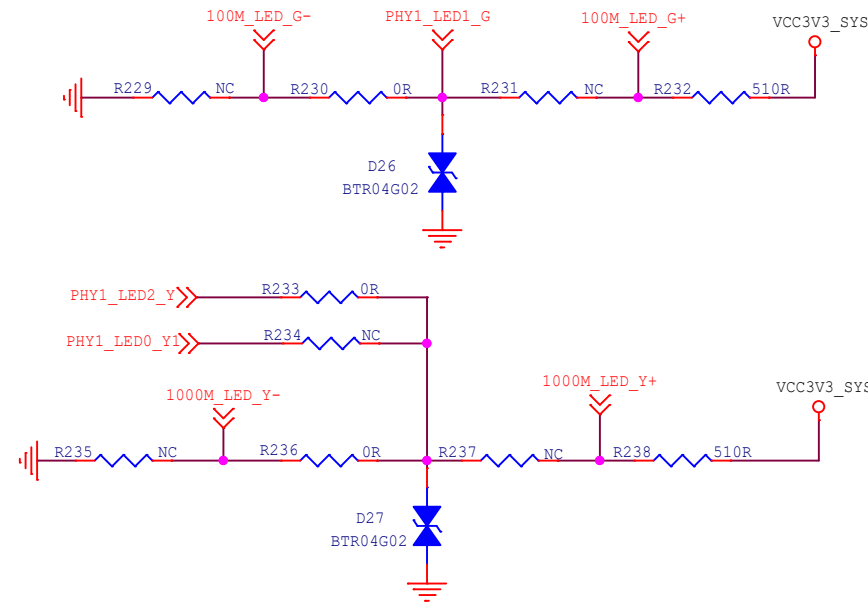 100M_LED_G-
PHY1_LED1_G
100M_LED_G+
VCC3V3_SYS
R229 NC R230 0R R231 NC R232 510R
D26
BTR04G02
PHY1_LED2_Y R233 0R
PHY1_LED0_Y1 R234 NC
1000M_LED_Y-
1000M_LED_Y+
VCC3V3_SYS
R235 NC R236 0R R237 NC R238 510R
D27
BTR04G02